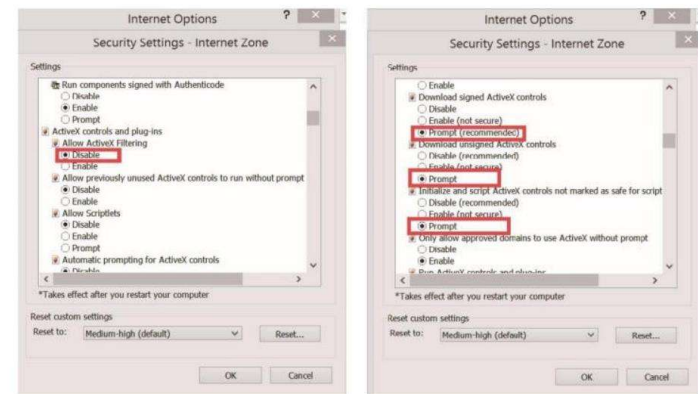 Internet Options
?
Security Settings - Internet Zone
Settings
Run components signed with Authenticode
Disable
Enable
Prompt
ActiveX controls and plug-ins
Allow ActiveX Filtering
Disable
Enable
Allow previously unused ActiveX controls to run without prompt
Disable
Enable
Allow Scriptlets
Disable
Enable
Prompt
Automatic prompting for ActiveX controls
Disable
*Takes effect after you restart your computer
Reset custom settings
Reset to:
Medium-high (default)
Reset...
OK
Cancel
Internet Options
?
Security Settings - Internet Zone
Settings
Enable
Download signed ActiveX controls
Disable
Enable (not secure)
Prompt (recommended)
Download unsigned ActiveX controls
Disable (recommended)
Enable (not secure)
Prompt
Initialize and script ActiveX controls not marked as safe for script
Disable (recommended)
Enable (not secure)
Prompt
Only allow approved domains to use ActiveX without prompt
Disable
Enable
Run ActiveX controls and plug-ins
*Takes effect after you restart your computer
Reset custom settings
Reset to:
Medium-high (default)
Reset...
OK
Cancel